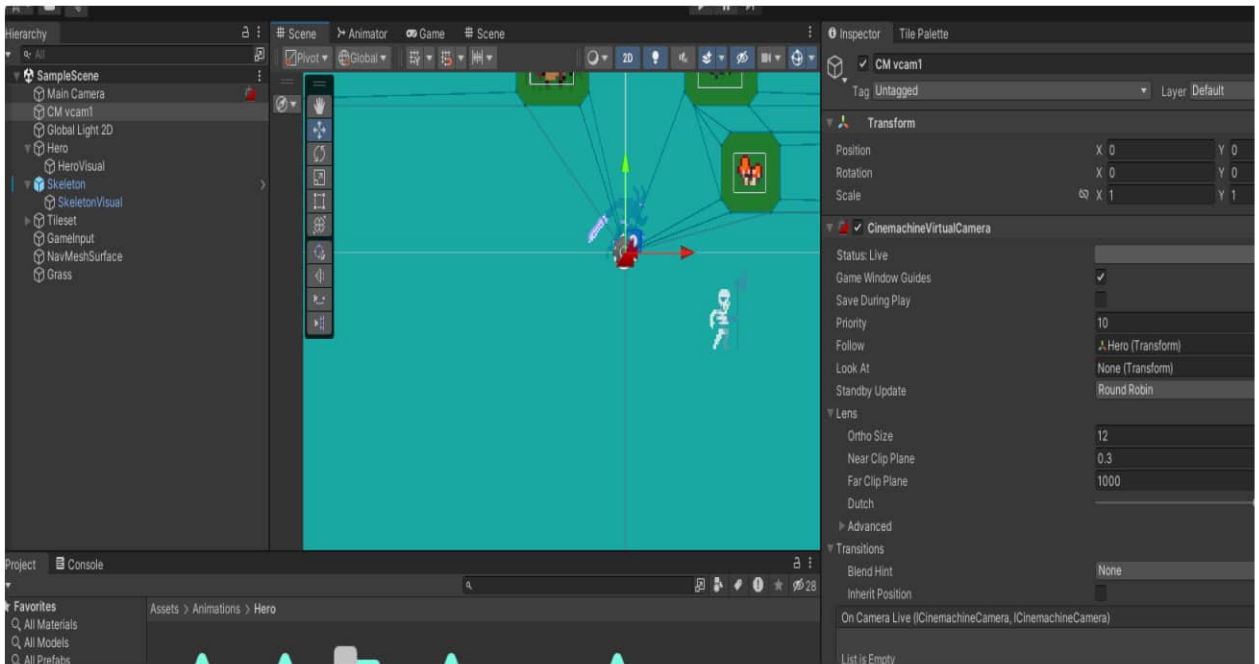 Hierarchy
All
SampleScene
Main Camera
CM vcam1
Global Light 2D
Hero
HeroVisual
Skeleton
SkeletonVisual
Tileset
GameInput
NavMeshSurface
Grass
Scene Animator Game Scene
Pivot Global 2D
Inspector Tile Palette
CM vcam1
Tag Untagged Layer Default
Transform
Position X 0 Y 0
Rotation X 0 Y 0
Scale X 1 Y 1
CinemachineVirtualCamera
Status: Live
Game Window Guides
Save During Play
Priority 10
Follow Hero (Transform)
Look At None (Transform)
Standby Update Round Robin
Lens
Ortho Size 12
Near Clip Plane 0.3
Far Clip Plane 1000
Dutch
Advanced
Transitions
Blend Hint None
Inherit Position
On Camera Live (ICinemachineCamera, ICinemachineCamera)
List is Empty
Project Console
28
Favorites
All Materials
All Models
All Prefabs
Assets > Animations > Hero